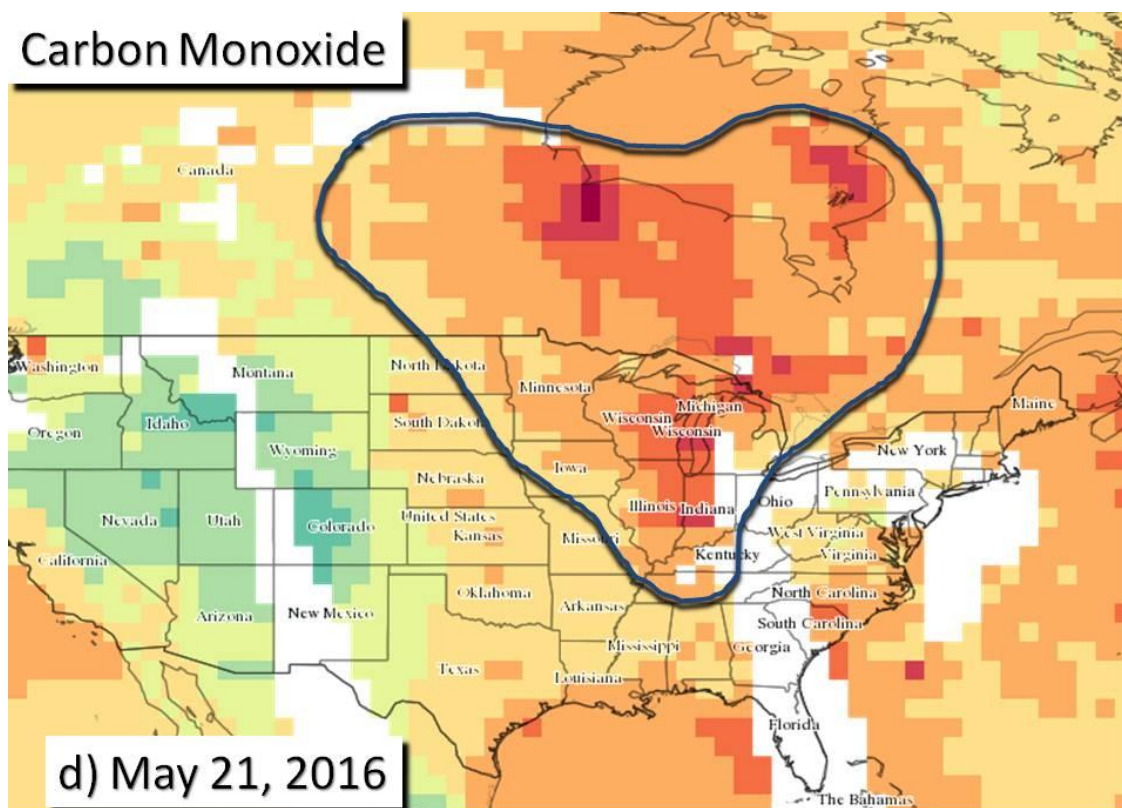 Carbon Monoxide
Canada
Washington
Montana
North Dakota
Minnesota
Maine
Oregon
Idaho
South Dakota
Wisconsin
Michigan
Wisconsin
Wyoming
New York
Nebraska
Iowa
Nevada
Utah
Colorado
United States
Kansas
Illinois
Indiana
Ohio
Pennsylvania
California
Missouri
Kentucky
West Virginia
Virginia
Arizona
New Mexico
Oklahoma
Arkansas
North Carolina
South Carolina
Mississippi
Georgia
Texas
Louisiana
Florida
d) May 21, 2016
The Bahamas